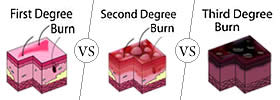 First Degree
Burn
VS
Second Degree
Burn
VS
Third Degree
Burn